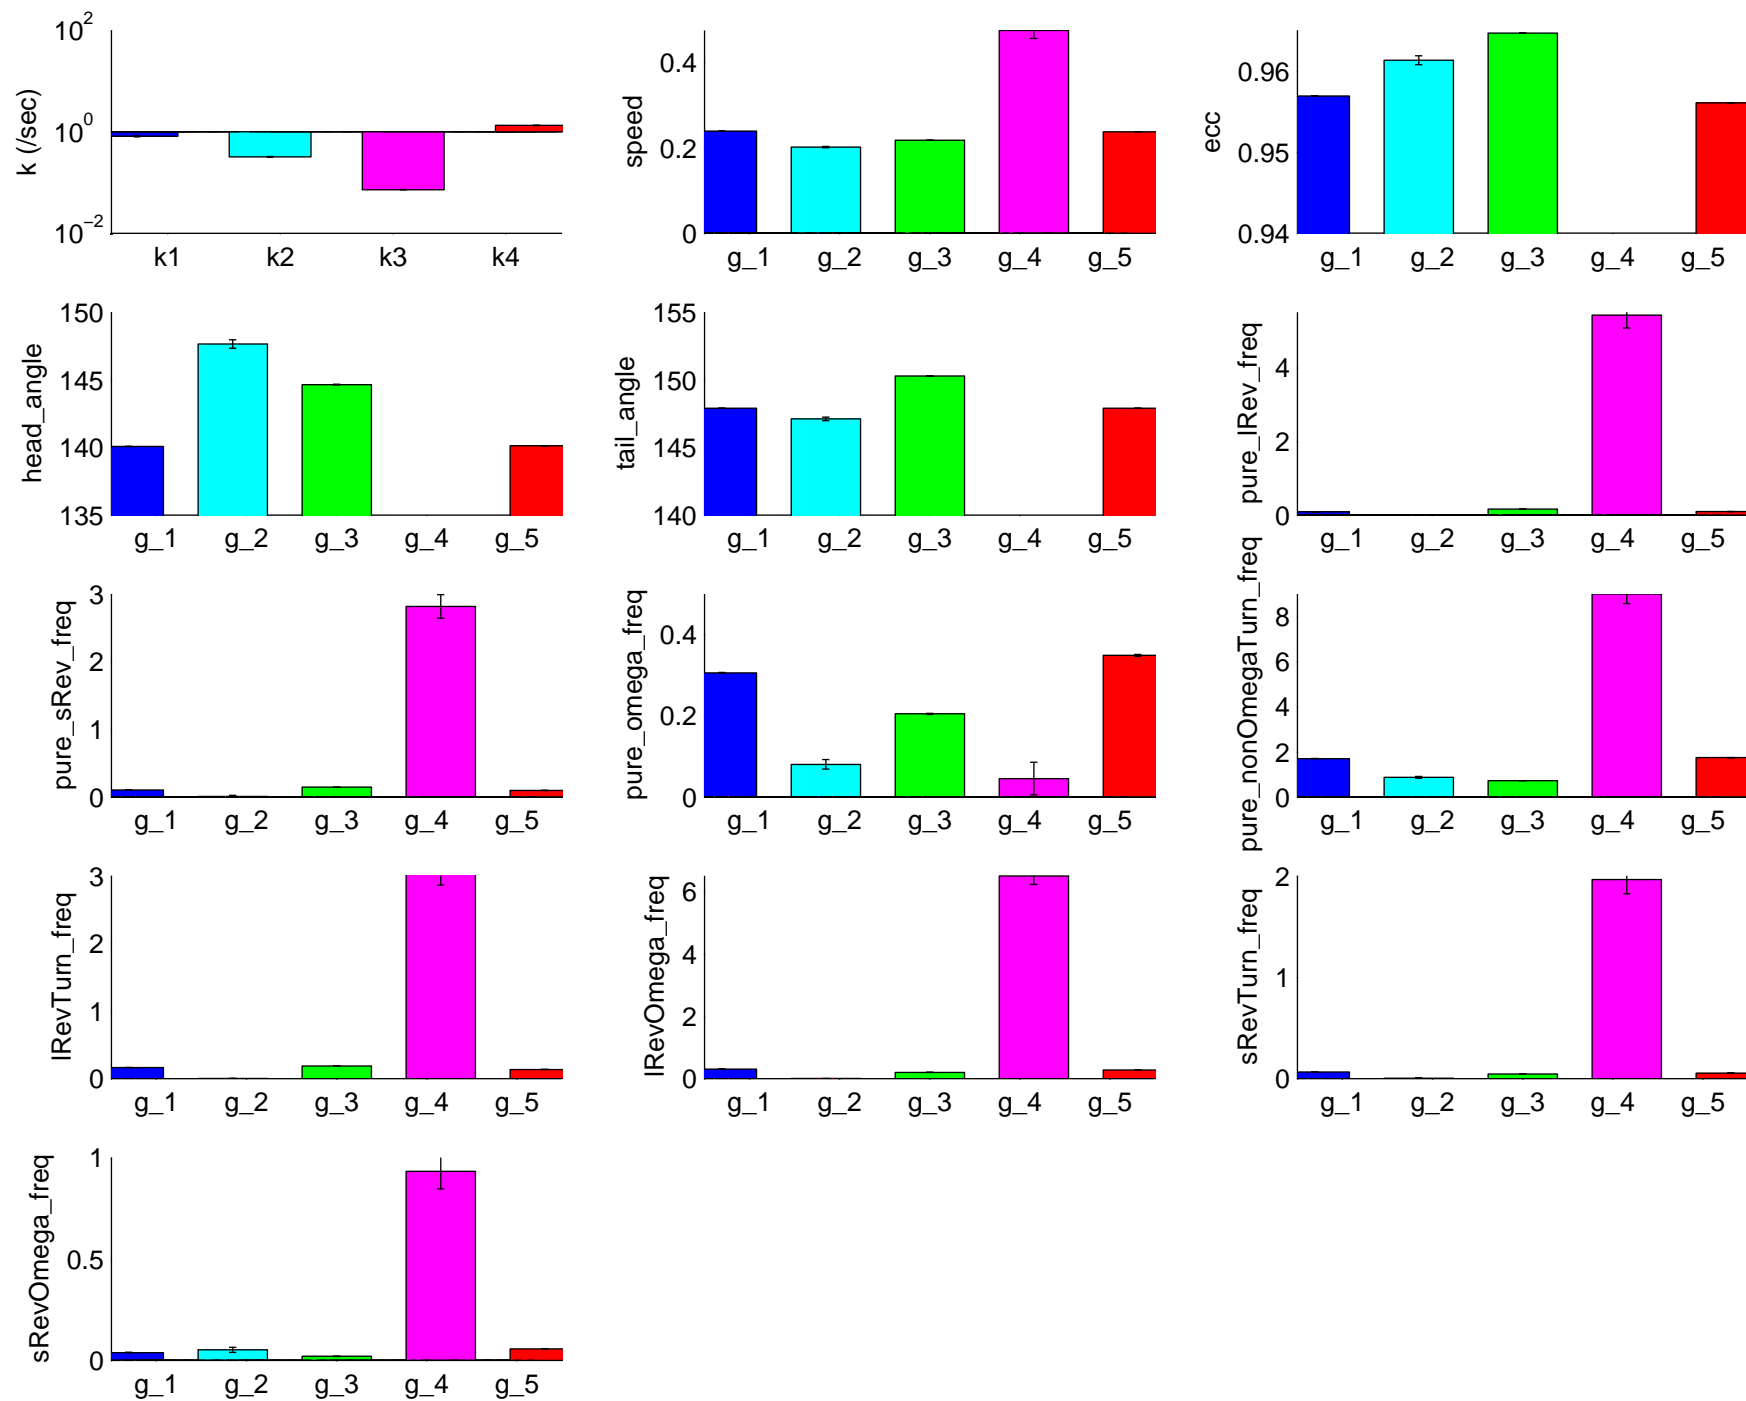 k (/sec)
10^2
10^0
10^−2
k1 k2 k3 k4
speed
0.4
0.2
0
g_1 g_2 g_3 g_4 g_5
ecc
0.96
0.95
0.94
g_1 g_2 g_3 g_4 g_5
head_angle
150
145
140
135
g_1 g_2 g_3 g_4 g_5
tail_angle
155
150
145
140
g_1 g_2 g_3 g_4 g_5
pure_lRev_freq
4
2
0
g_1 g_2 g_3 g_4 g_5
pure_sRev_freq
3
2
1
0
g_1 g_2 g_3 g_4 g_5
pure_omega_freq
0.4
0.2
0
g_1 g_2 g_3 g_4 g_5
pure_nonOmegaTurn_freq
8
6
4
2
0
g_1 g_2 g_3 g_4 g_5
lRevTurn_freq
3
2
1
0
g_1 g_2 g_3 g_4 g_5
lRevOmega_freq
6
4
2
0
g_1 g_2 g_3 g_4 g_5
sRevTurn_freq
2
1
0
g_1 g_2 g_3 g_4 g_5
sRevOmega_freq
1
0.5
0
g_1 g_2 g_3 g_4 g_5